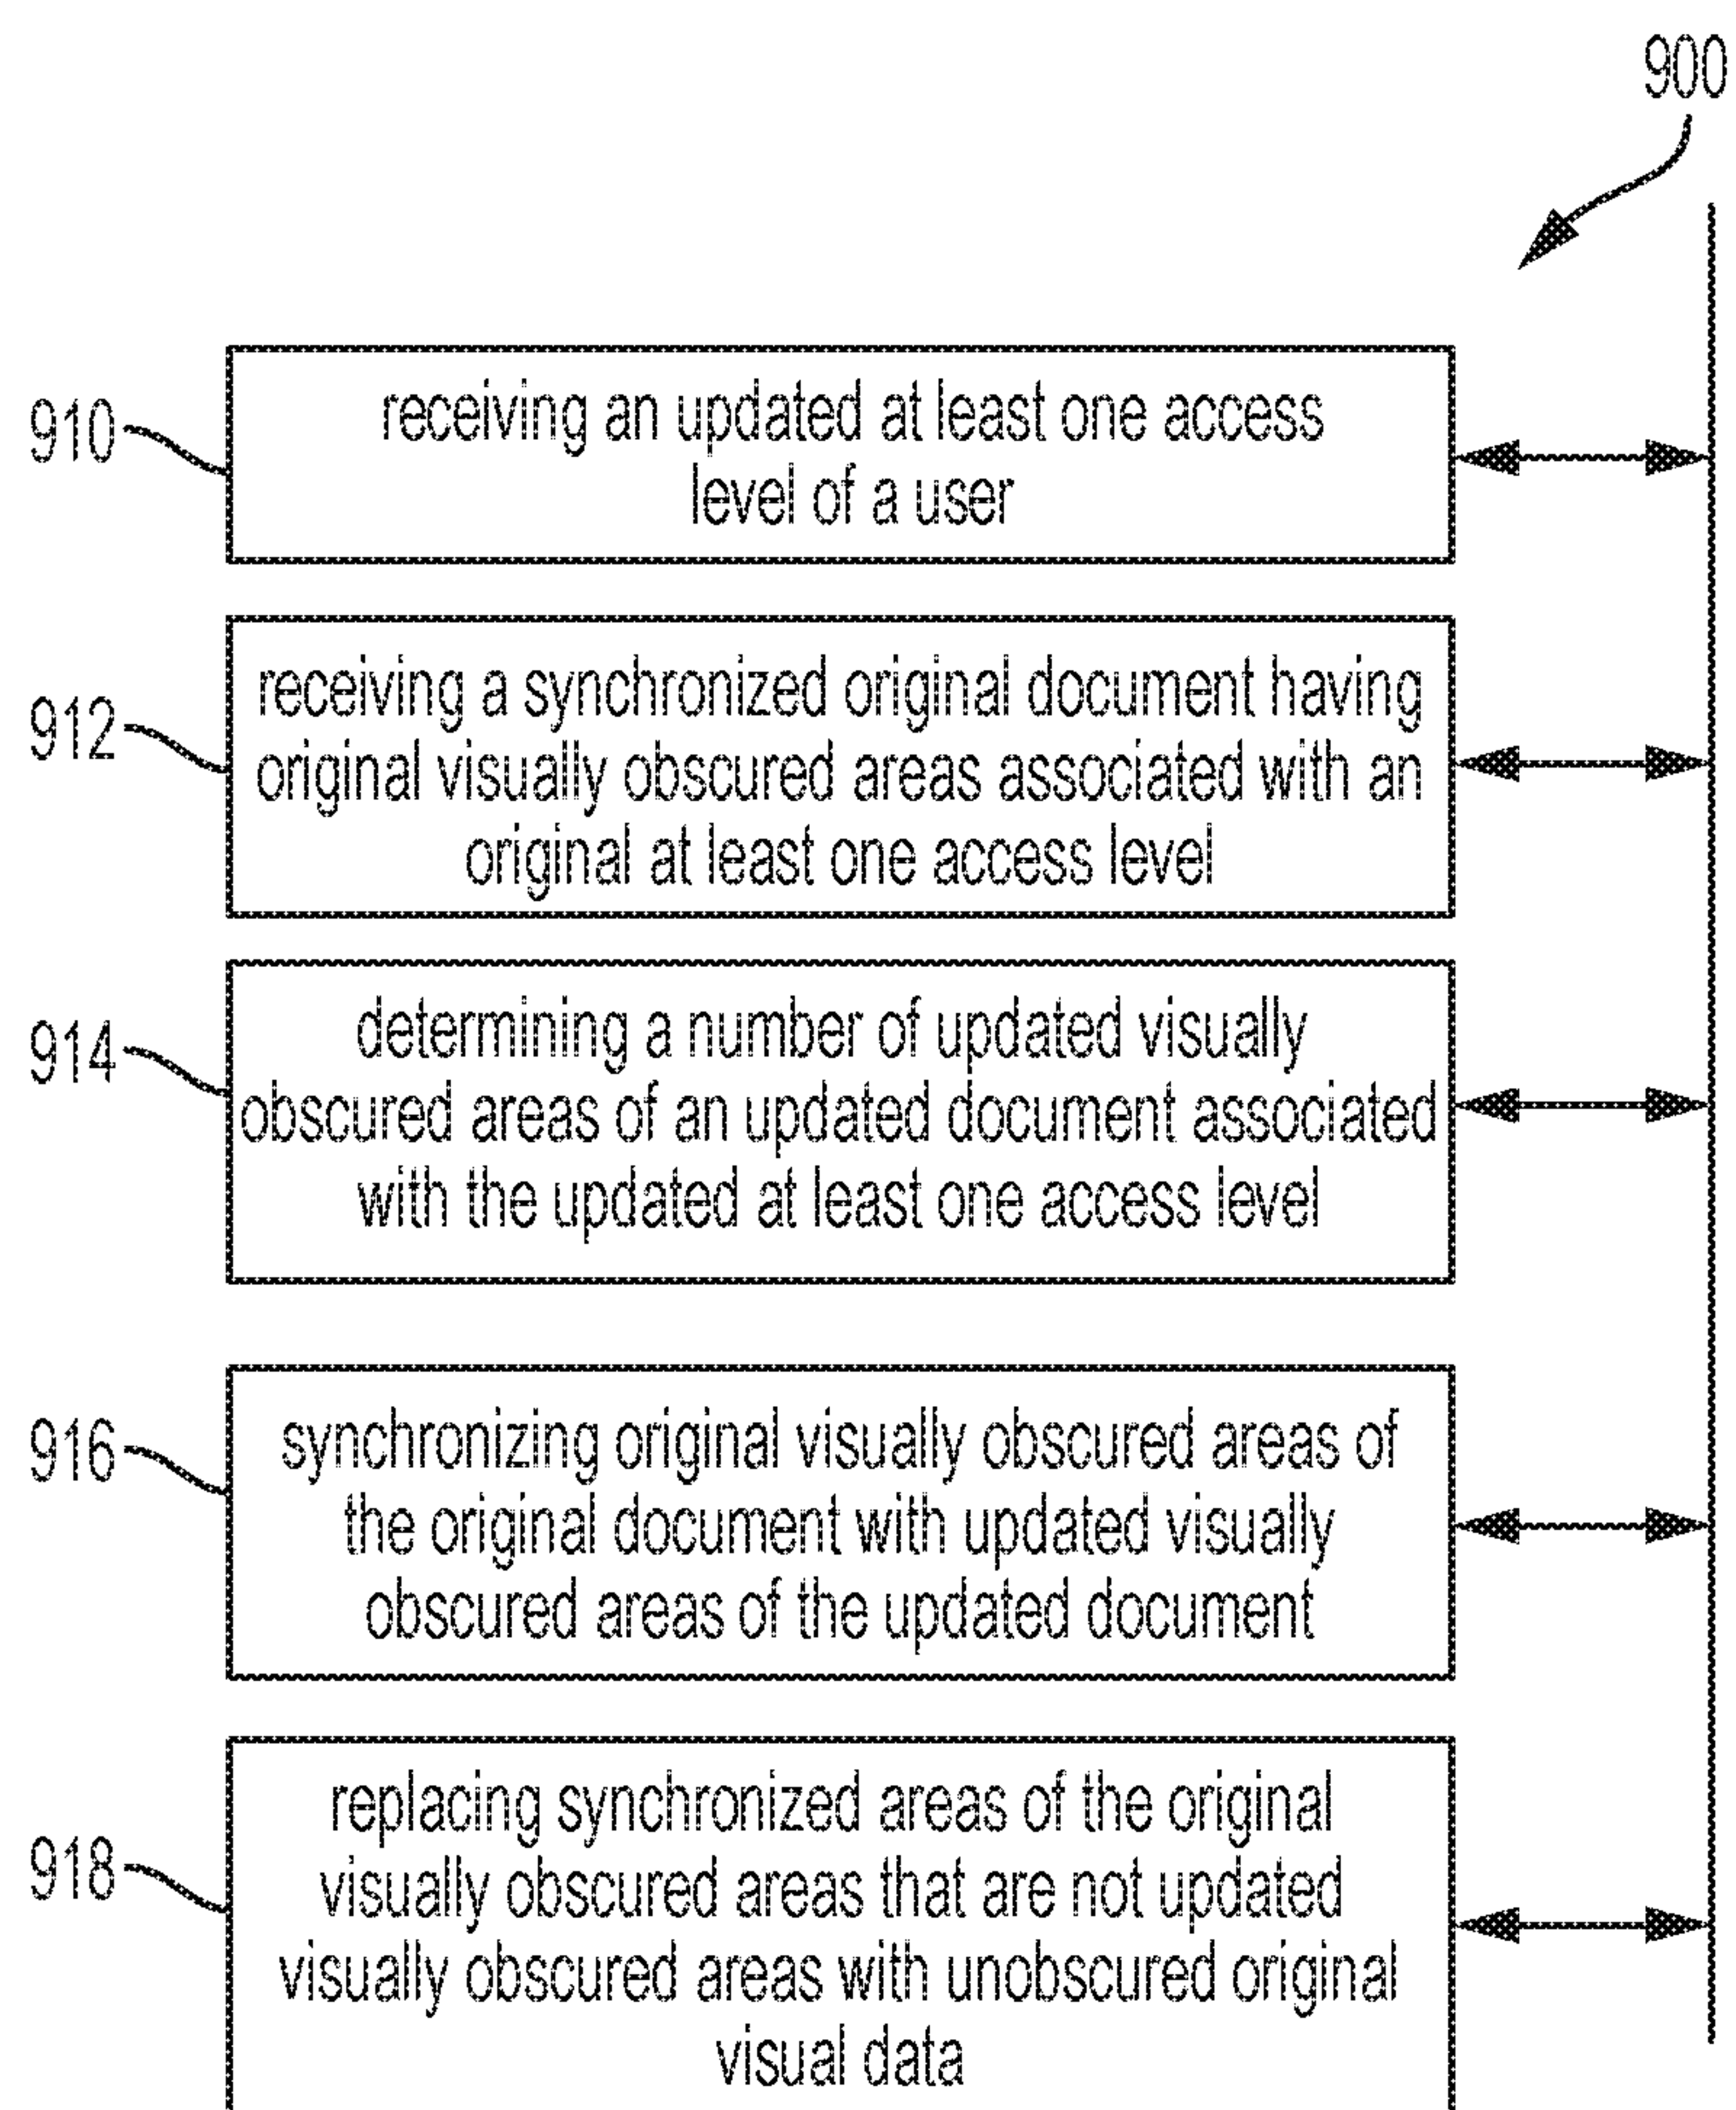 900
910
receiving an updated at least one access
level of a user
912
receiving a synchronized original document having
original visually obscured areas associated with an
original at least one access level
914
determining a number of updated visually
obscured areas of an updated document associated
with the updated at least one access level
916
synchronizing original visually obscured areas of
the original document with updated visually
obscured areas of the updated document
918
replacing synchronized areas of the original
visually obscured areas that are not updated
visually obscured areas with unobscured original
visual data